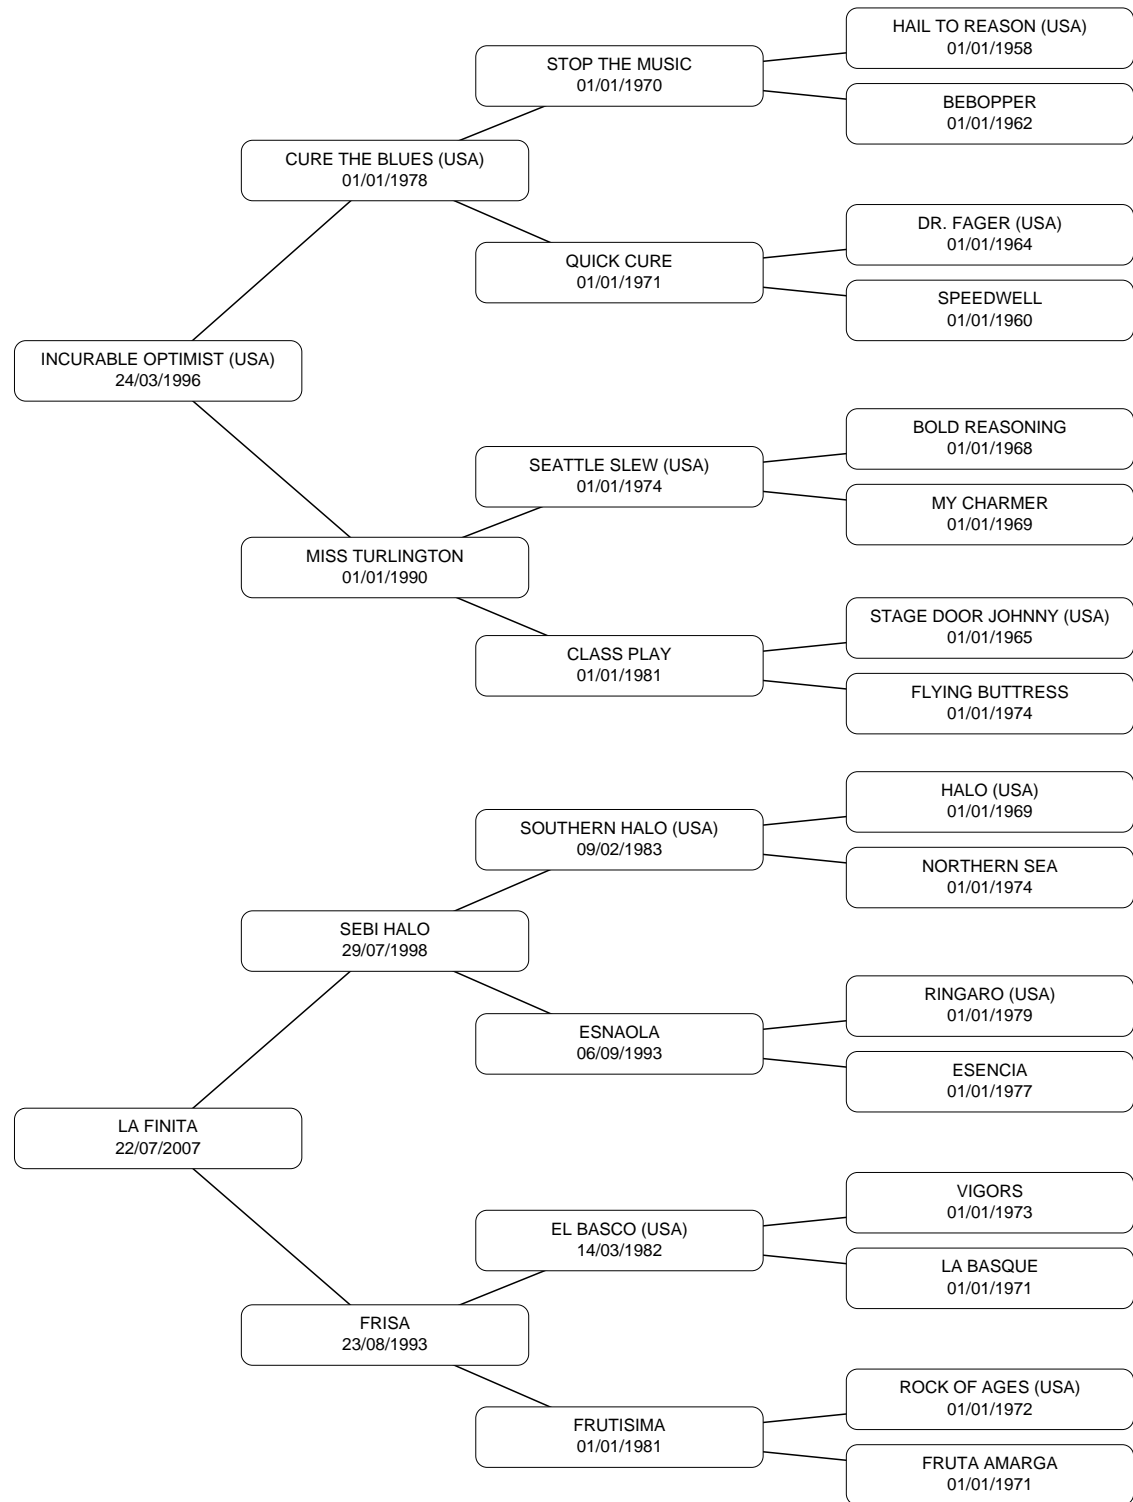 HAIL TO REASON (USA)
01/01/1958
STOP THE MUSIC
01/01/1970
BEBOPPER
01/01/1962
CURE THE BLUES (USA)
01/01/1978
DR. FAGER (USA)
01/01/1964
QUICK CURE
01/01/1971
SPEEDWELL
01/01/1960
INCURABLE OPTIMIST (USA)
24/03/1996
BOLD REASONING
01/01/1968
SEATTLE SLEW (USA)
01/01/1974
MY CHARMER
01/01/1969
MISS TURLINGTON
01/01/1990
STAGE DOOR JOHNNY (USA)
01/01/1965
CLASS PLAY
01/01/1981
FLYING BUTTRESS
01/01/1974
HALO (USA)
01/01/1969
SOUTHERN HALO (USA)
09/02/1983
NORTHERN SEA
01/01/1974
SEBI HALO
29/07/1998
RINGARO (USA)
01/01/1979
ESNAOLA
06/09/1993
ESENCIA
01/01/1977
LA FINITA
22/07/2007
VIGORS
01/01/1973
EL BASCO (USA)
14/03/1982
LA BASQUE
01/01/1971
FRISA
23/08/1993
ROCK OF AGES (USA)
01/01/1972
FRUTISIMA
01/01/1981
FRUTA AMARGA
01/01/1971